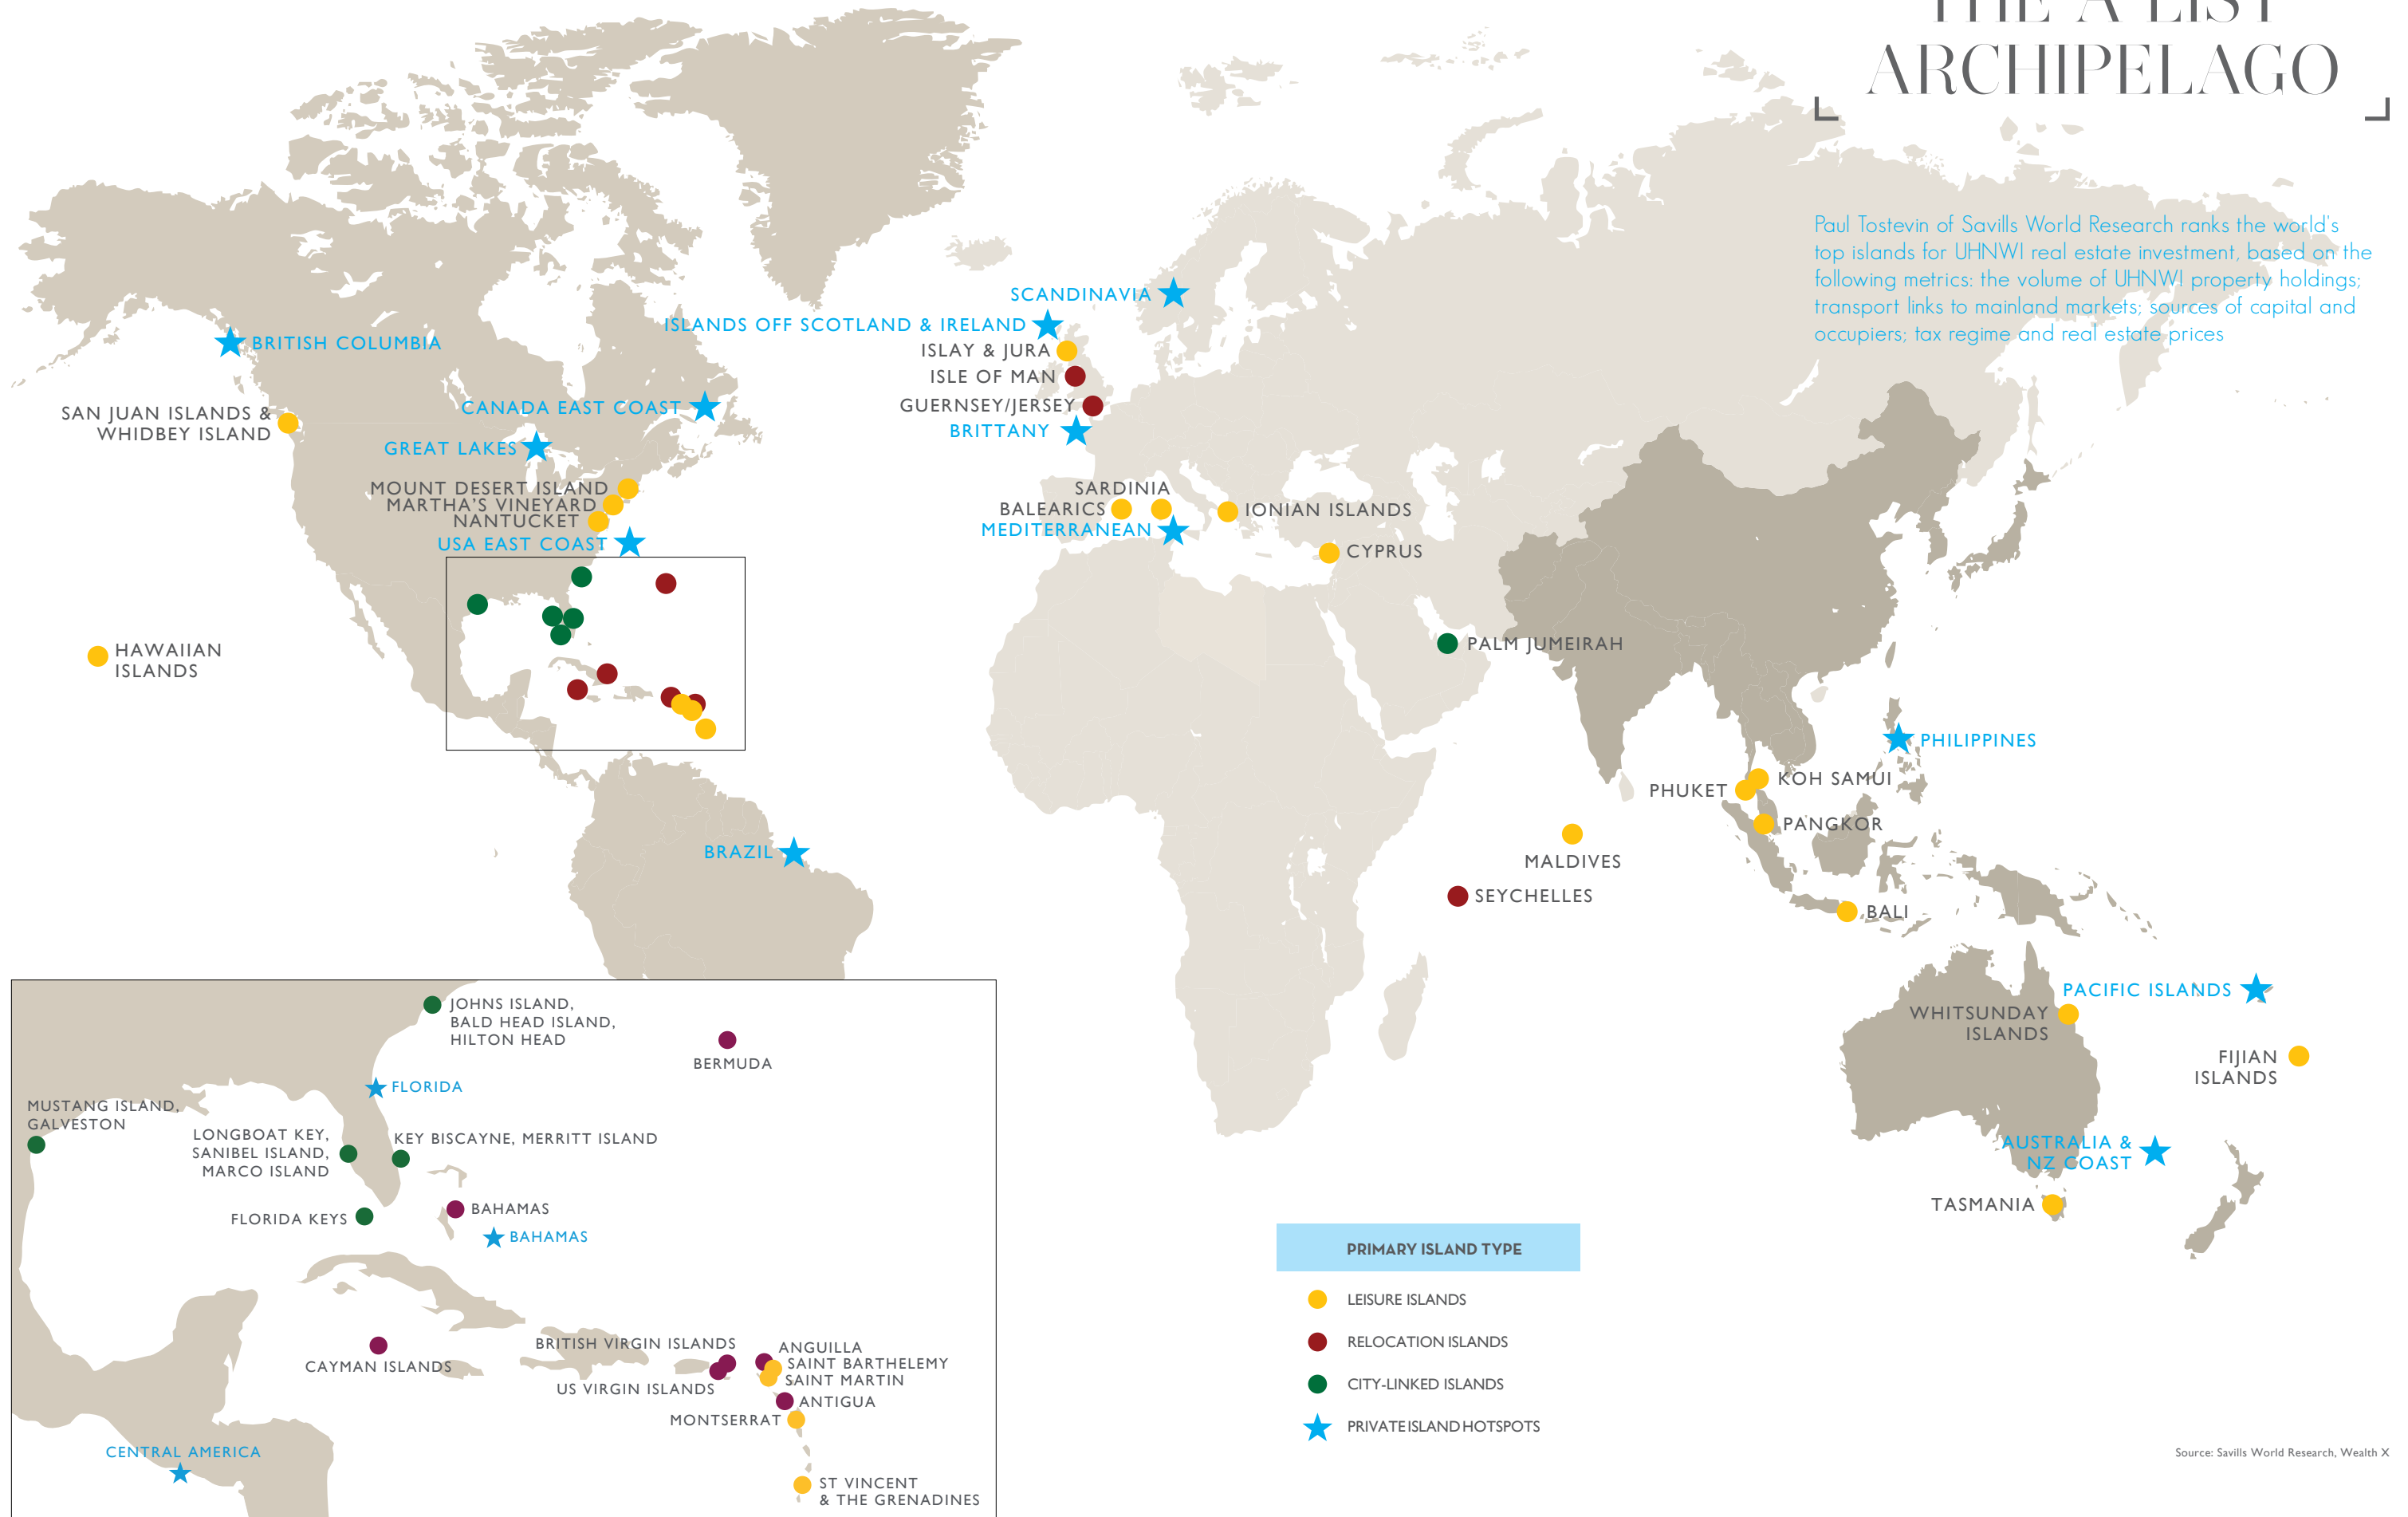 THE A LIST
ARCHIPELAGO
Paul Tostevin of Savills World Research ranks the world's
top islands for UHNWI real estate investment, based on the
following metrics: the volume of UHNWI property holdings;
transport links to mainland markets; sources of capital and
occupiers; tax regime and real estate prices
SCANDINAVIA
ISLANDS OFF SCOTLAND & IRELAND
BRITISH COLUMBIA
ISLAY & JURA
ISLE OF MAN
CANADA EAST COAST
GUERNSEY/JERSEY
SAN JUAN ISLANDS &
WHIDBEY ISLAND
BRITTANY
GREAT LAKES
MOUNT DESERT ISLAND
MARTHA'S VINEYARD
NANTUCKET
USA EAST COAST
SARDINIA
BALEARICS
IONIAN ISLANDS
MEDITERRANEAN
CYPRUS
HAWAIIAN
ISLANDS
PALM JUMEIRAH
PHILIPPINES
KOH SAMUI
PHUKET
PANGKOR
BRAZIL
MALDIVES
SEYCHELLES
BALI
PACIFIC ISLANDS
WHITSUNDAY
ISLANDS
FIJIAN
ISLANDS
AUSTRALIA &
NZ COAST
TASMANIA
JOHNS ISLAND,
BALD HEAD ISLAND,
HILTON HEAD
BERMUDA
FLORIDA
MUSTANG ISLAND,
GALVESTON
LONGBOAT KEY,
SANIBEL ISLAND,
MARCO ISLAND
KEY BISCAYNE, MERRITT ISLAND
FLORIDA KEYS
BAHAMAS
BAHAMAS
CAYMAN ISLANDS
BRITISH VIRGIN ISLANDS
US VIRGIN ISLANDS
ANGUILLA
SAINT BARTHELEMY
SAINT MARTIN
ANTIGUA
MONTSERRAT
CENTRAL AMERICA
ST VINCENT
& THE GRENADINES
PRIMARY ISLAND TYPE
LEISURE ISLANDS
RELOCATION ISLANDS
CITY-LINKED ISLANDS
PRIVATE ISLAND HOTSPOTS
Source: Savills World Research, Wealth X